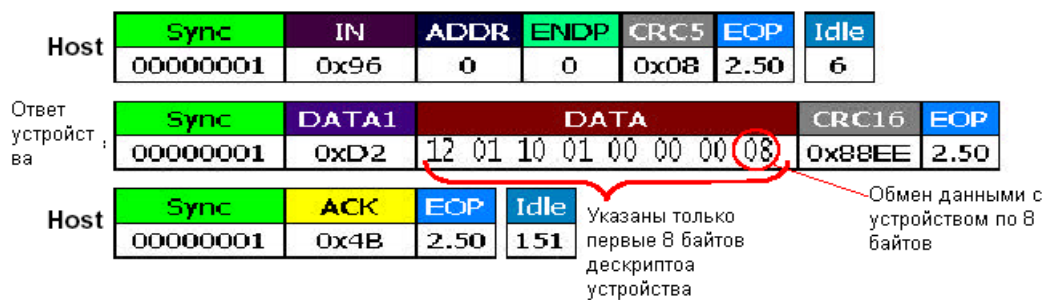 Sync IN ADDR ENDP CRC5 EOP Idle
Host
00000001 0x96 0 0 0x08 2.50 6
Ответ
устройст
ва
Sync DATA1 DATA CRC16 EOP
00000001 0xD2 12 01 10 01 00 00 00 08 0x88EE 2.50
Sync ACK EOP Idle
Host
00000001 0x4B 2.50 151
Указаны только
первые 8 байтов
дескриптоа
устройства
Обмен данными с
устройством по 8
байтов